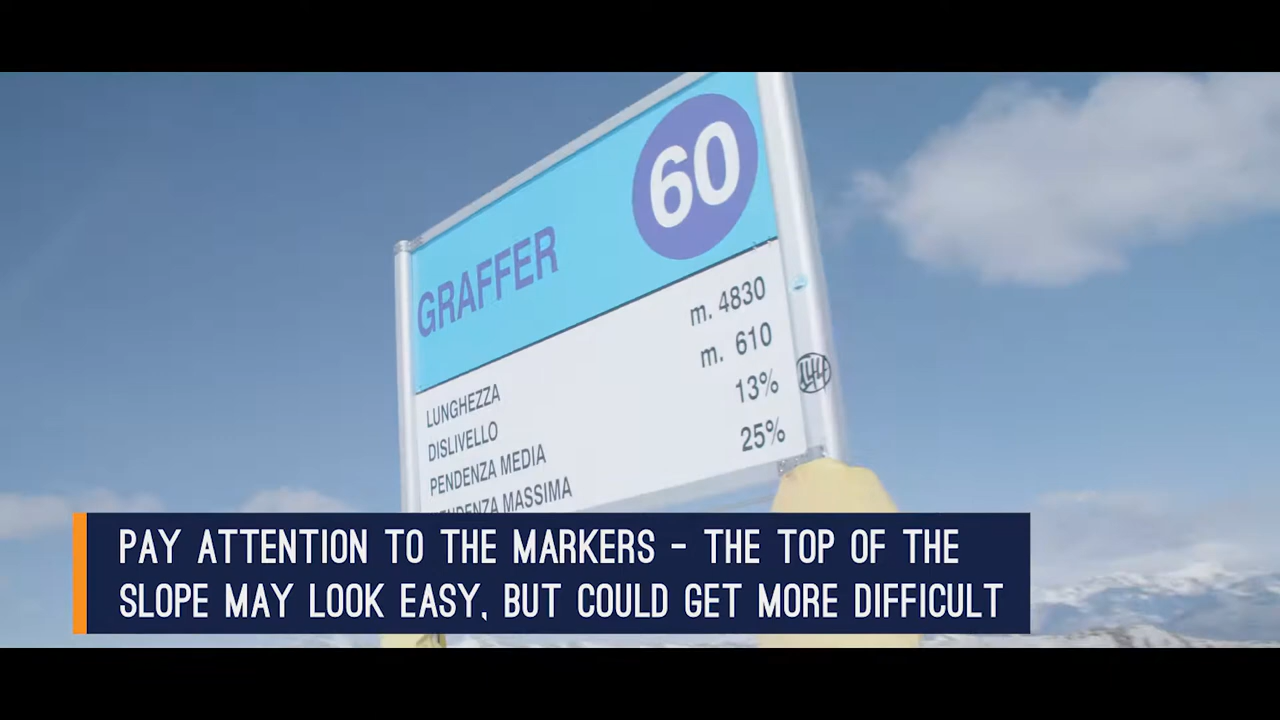 60
GRAFFER
LUNGHEZZA m. 4830
DISLIVELLO m. 610
PENDENZA MEDIA 13%
MASSIMA 25%
PAY ATTENTION TO THE MARKERS - THE TOP OF THE
SLOPE MAY LOOK EASY, BUT COULD GET MORE DIFFICULT